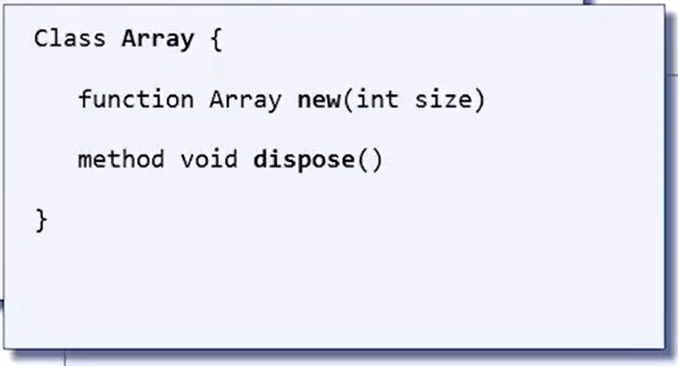 Class Array {
function Array new(int size)
method void dispose()
}